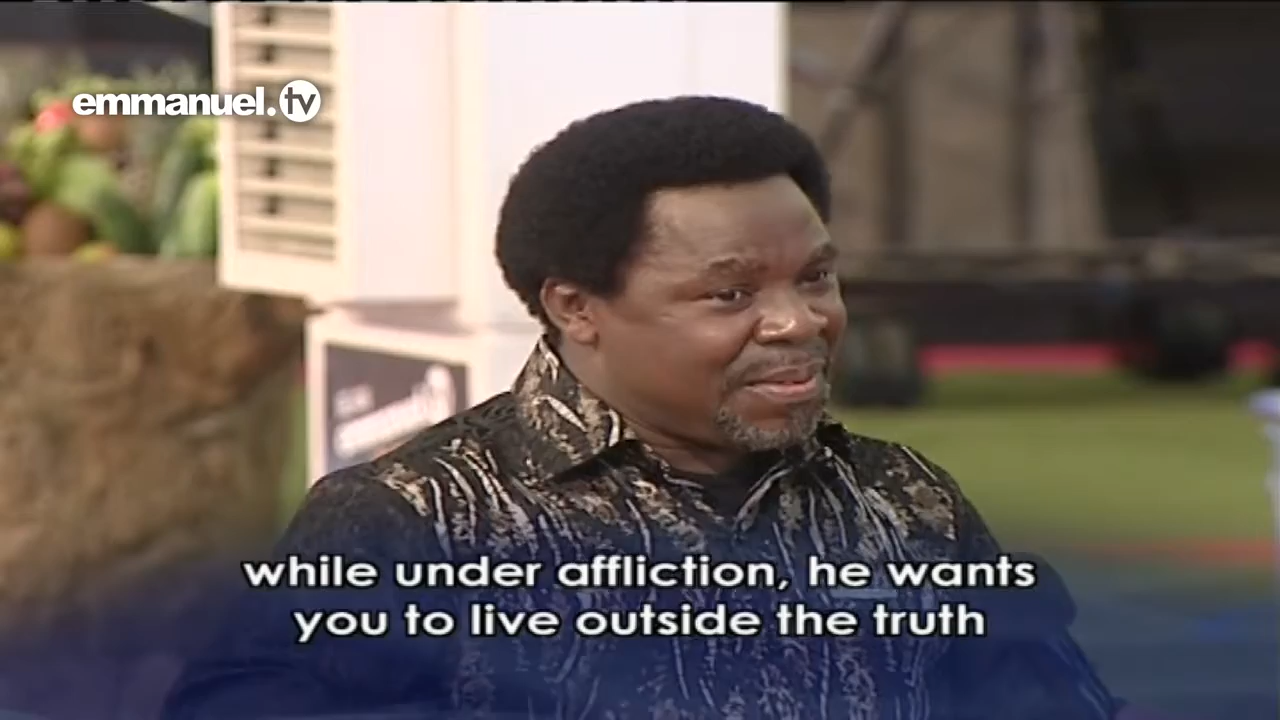 emmanuel.tv
while under affliction, he wants
you to live outside the truth